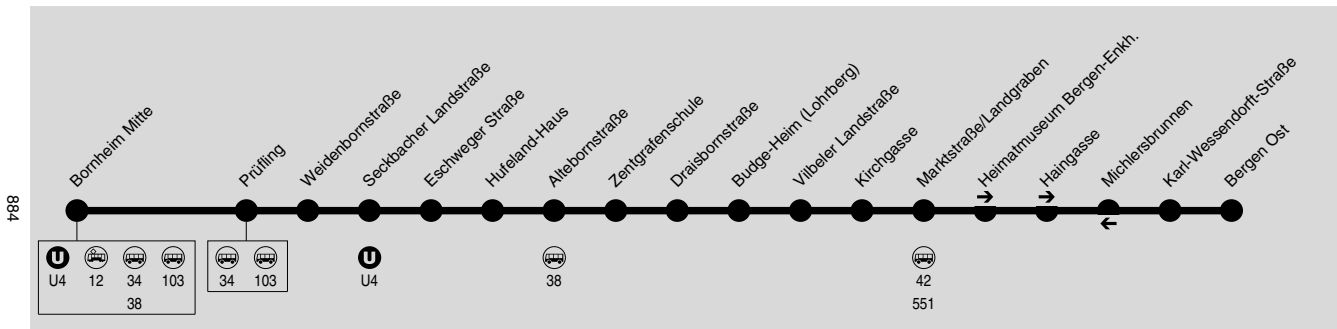 884
Bornheim Mitte
Prüfling
Weidenbornstraße
Seckbacher Landstraße
Eschweger Straße
Hufeland-Haus
Altebornstraße
Zentgrafenschule
Draisbornstraße
Budge-Heim (Lohrberg)
Vilbeler Landstraße
Kirchgasse
Marktstraße/Landgraben
Heimatmuseum Bergen-Enkh.
Haingasse
Michlersbrunnen
Karl-Wessendorft-Straße
Bergen Ost
U
U4 12 34 103
38
34 103
U
U4
38
42
551